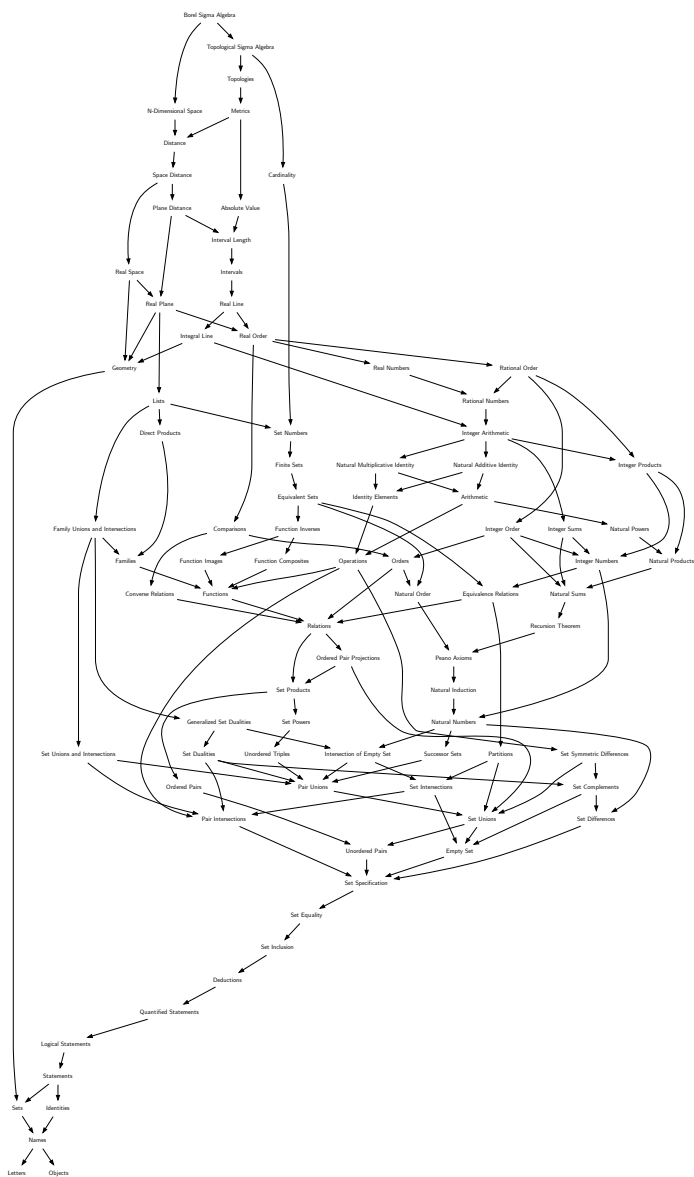 Borel Sigma Algebra
Topological Sigma Algebra
Topologies
N-Dimensional Space Metrics
Distance
Space Distance Cardinality
Plane Distance Absolute Value
Interval Length
Real Space Intervals
Real Plane Real Line
Integral Line Real Order
Geometry Real Numbers Rational Order
Lists Rational Numbers
Direct Products Set Numbers Integer Arithmetic
Finite Sets Natural Multiplicative Identity Natural Additive Identity Integer Products
Equivalent Sets Identity Elements Arithmetic
Family Unions and Intersections Comparisons Function Inverses Integer Order Integer Sums Natural Powers
Families Function Images Function Composites Operations Orders Integer Numbers Natural Products
Converse Relations Functions Natural Order Equivalence Relations Natural Sums
Relations Recursion Theorem
Ordered Pair Projections Peano Axioms
Set Products Natural Induction
Generalized Set Dualities Set Powers Natural Numbers
Set Unions and Intersections Set Dualities Unordered Triples Intersection of Empty Set Successor Sets Partitions Set Symmetric Differences
Ordered Pairs Pair Unions Set Intersections Set Complements
Pair Intersections Set Unions Set Differences
Unordered Pairs Empty Set
Set Specification
Set Equality
Set Inclusion
Deductions
Quantified Statements
Logical Statements
Statements
Sets Identities
Names
Letters Objects